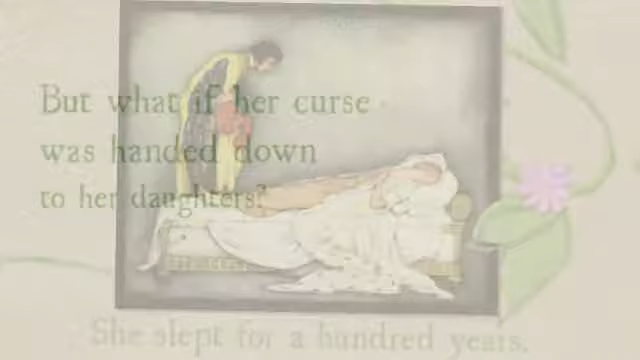 But what if her curse
was handed down
to her daughters?
She slept for a hundred years.